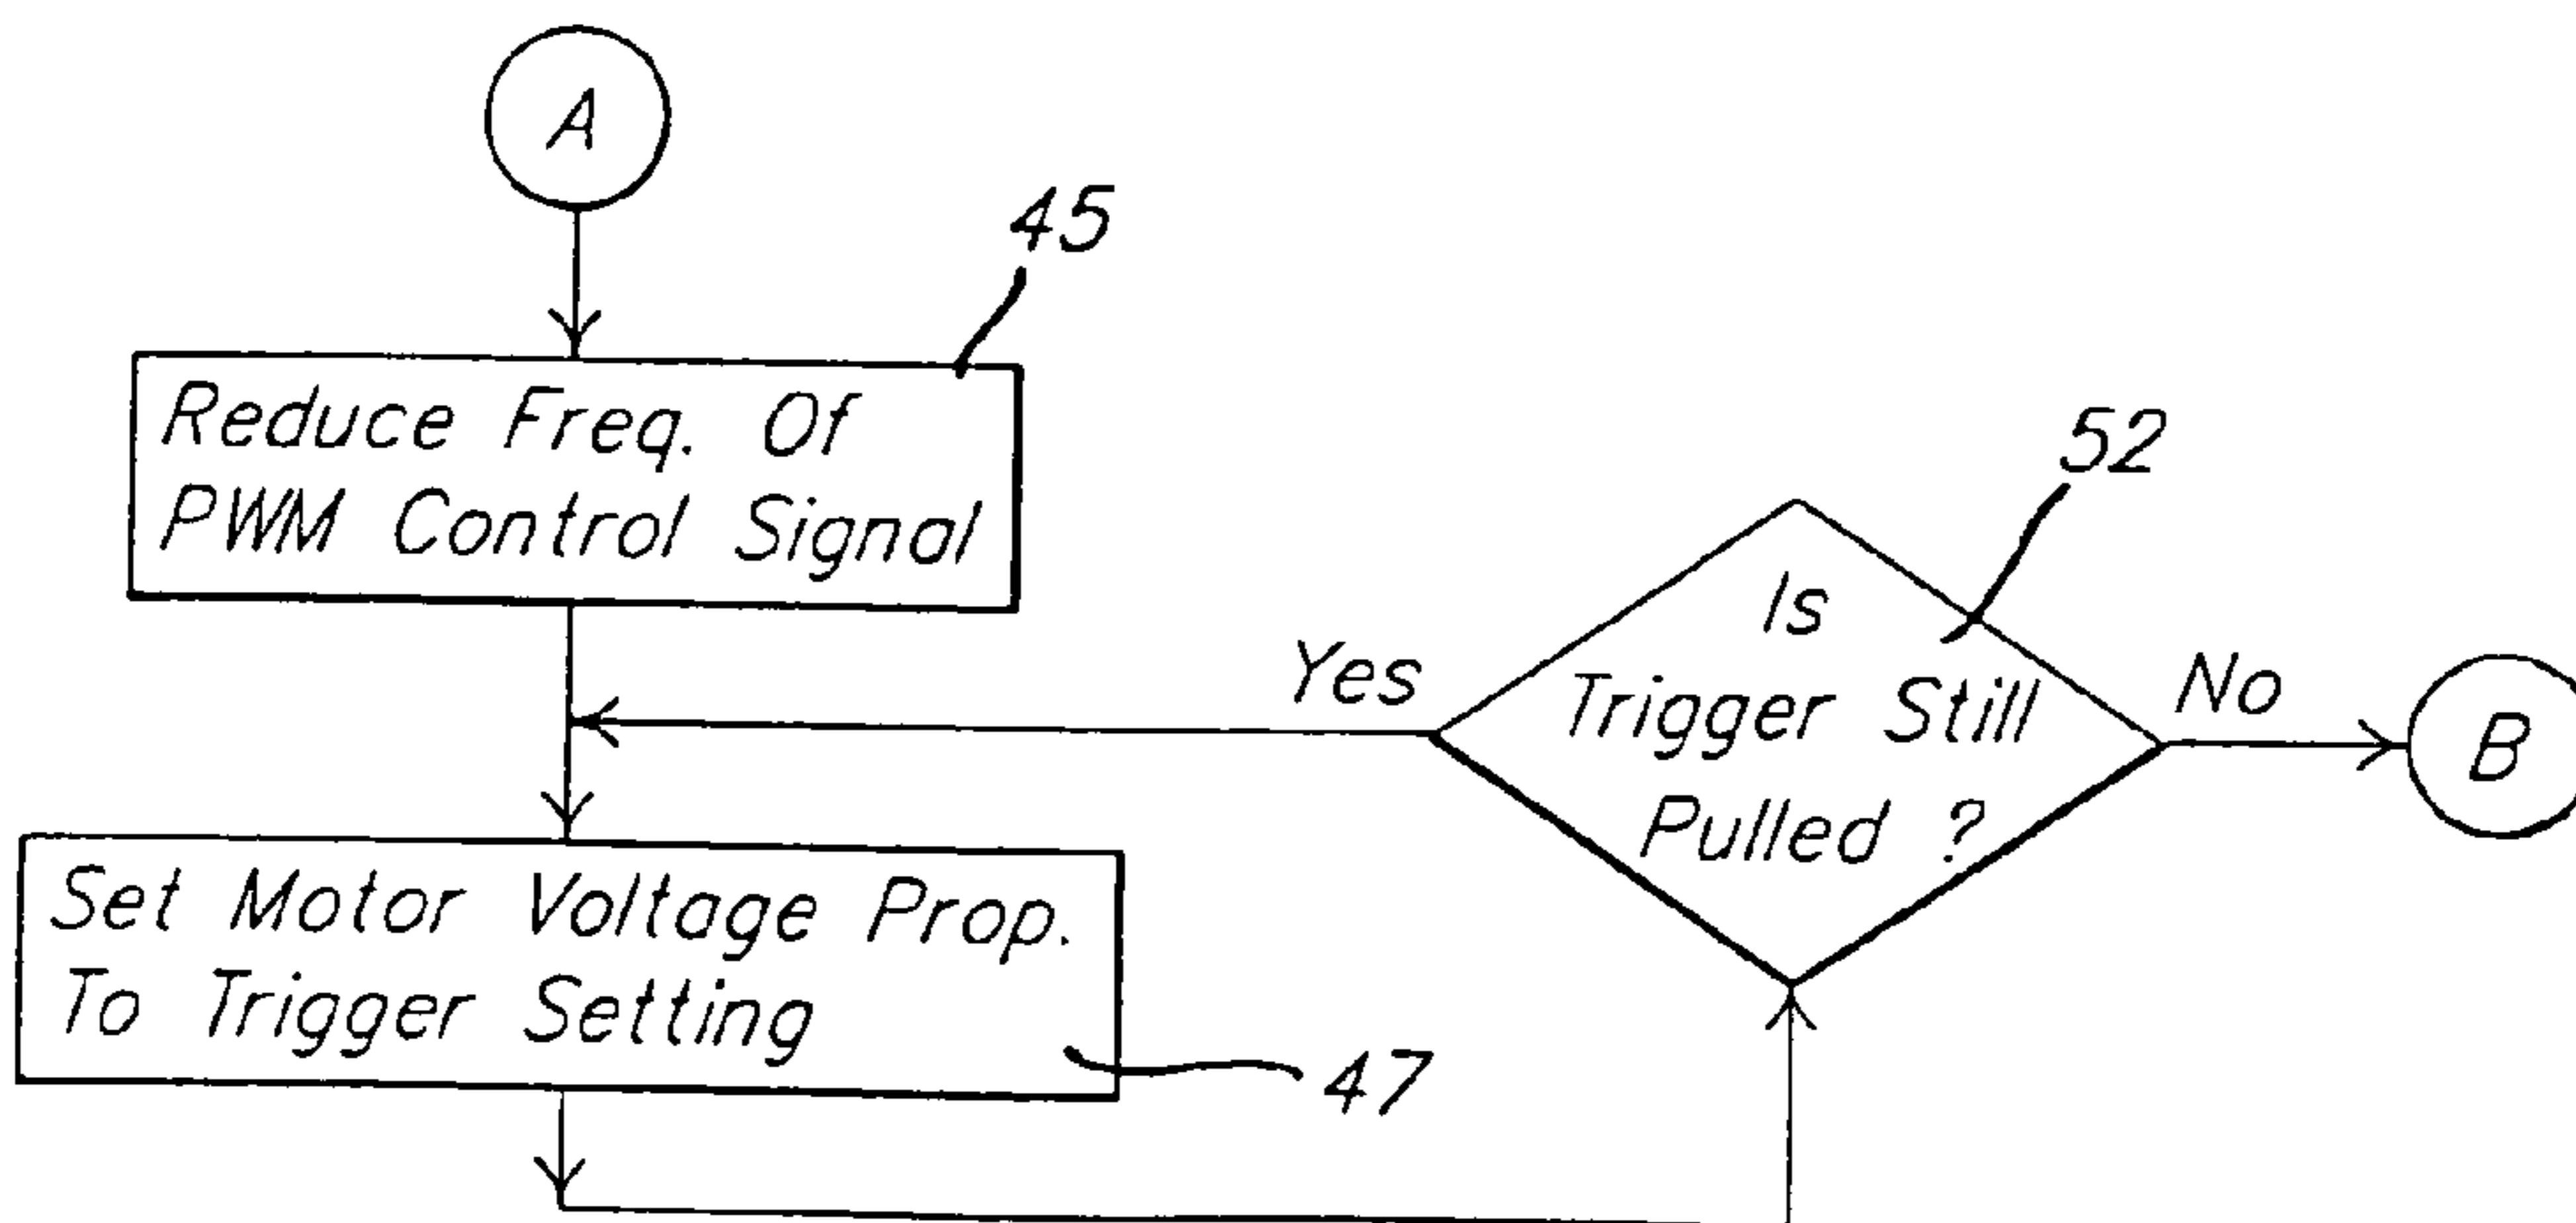 A
45
Reduce Freq. Of
PWM Control Signal
52
Is
Trigger Still
Pulled ?
Yes
No
B
Set Motor Voltage Prop.
To Trigger Setting
47